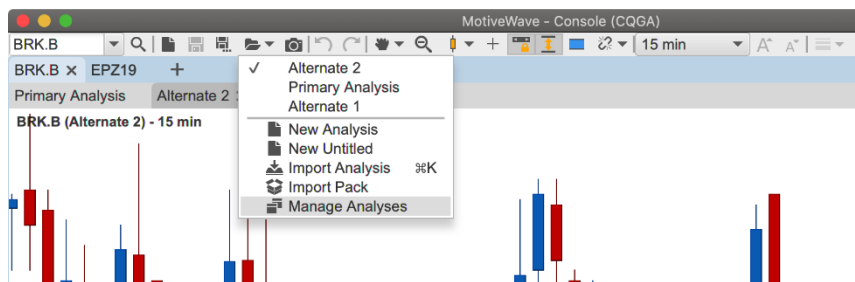 MotiveWave - Console (CQGA)
BRK.B
15 min
BRK.B EPZ19
Primary Analysis Alternate 2
BRK.B (Alternate 2) - 15 min
✓ Alternate 2
Primary Analysis
Alternate 1
New Analysis
New Untitled
Import Analysis ⌘K
Import Pack
Manage Analyses